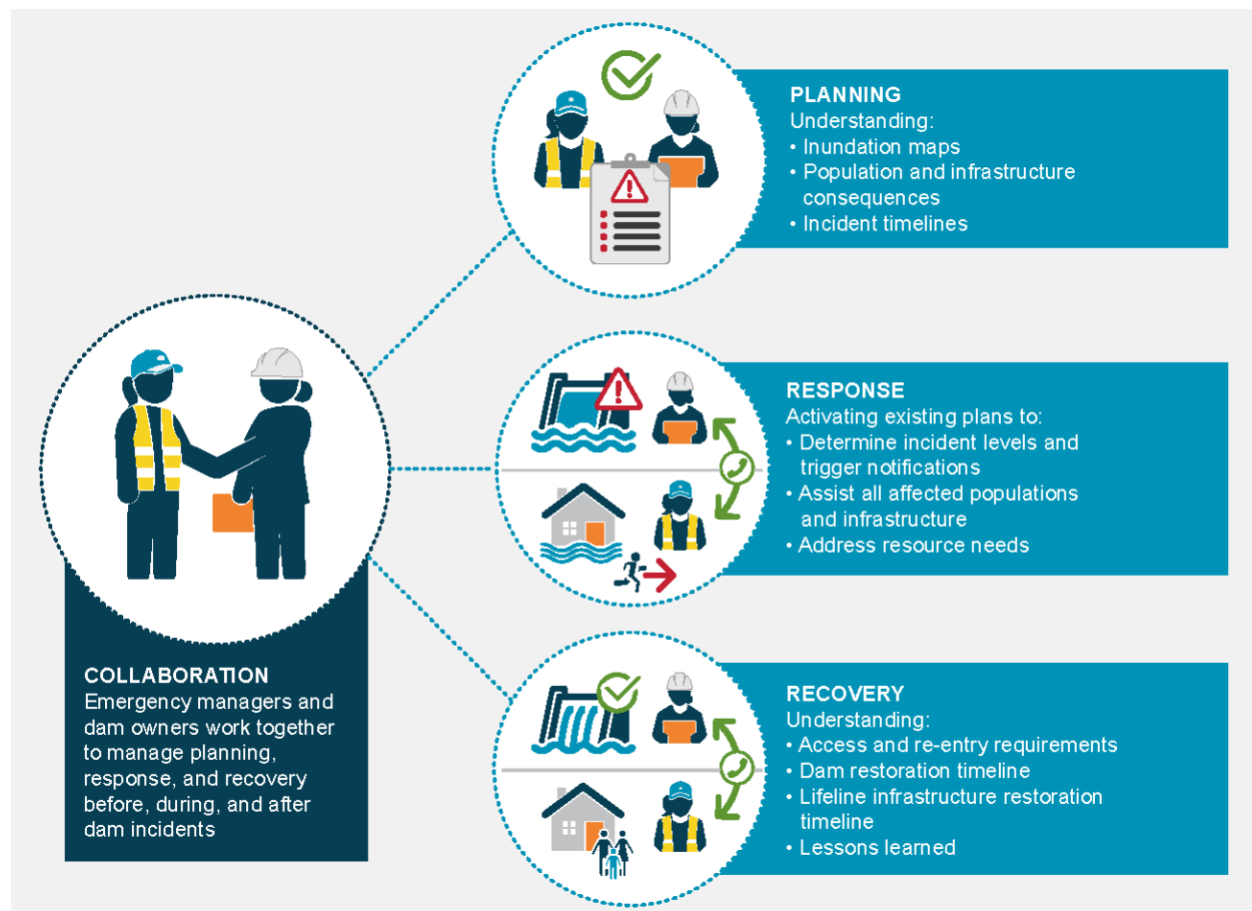 PLANNING
Understanding:
• Inundation maps
• Population and infrastructure
consequences
• Incident timelines
RESPONSE
Activating existing plans to:
• Determine incident levels and
trigger notifications
• Assist all affected populations
and infrastructure
• Address resource needs
COLLABORATION
Emergency managers and
dam owners work together
to manage planning,
response, and recovery
before, during, and after
dam incidents
RECOVERY
Understanding:
• Access and re-entry requirements
• Dam restoration timeline
• Lifeline infrastructure restoration
timeline
• Lessons learned